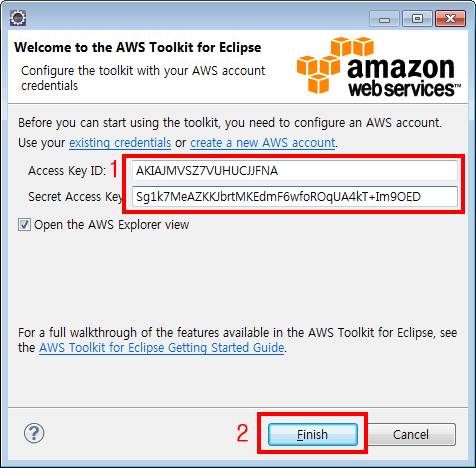 Welcome to the AWS Toolkit for Eclipse
Configure the toolkit with your AWS account
credentials
amazon
web services™
Before you can start using the toolkit, you need to configure an AWS account.
Use your existing credentials or create a new AWS account.
Access Key ID: 1 AKIAJMVSZ7VUHUCJJFNA
Secret Access Key: Sg1k7MeAZKKJbrtMKEdmF6wfoROqUA4kT+Im9OED
Open the AWS Explorer view
For a full walkthrough of the features available in the AWS Toolkit for Eclipse, see
the AWS Toolkit for Eclipse Getting Started Guide.
? 2 Finish Cancel